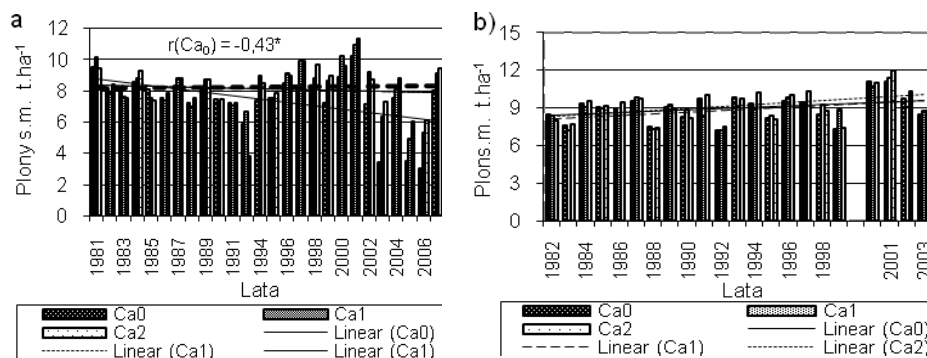 a
r(Ca0) = -0,43*
Plony s.m. t.ha-1
12
10
8
6
4
2
0
1981 1983 1985 1987 1989 1991 1992 1994 1996 1998 2000 2002 2004 2006
Lata
Ca0 Ca1
Ca2 Linear (Ca0)
Linear (Ca1) Linear (Ca1)
b)
Plon s.m. t.ha-1
15
12
9
6
3
0
1982 1984 1986 1988 1990 1992 1994 1996 1998 2001 2003
Lata
Ca0 Ca1
Ca2 Linear (Ca0)
Linear (Ca1) Linear (Ca2)